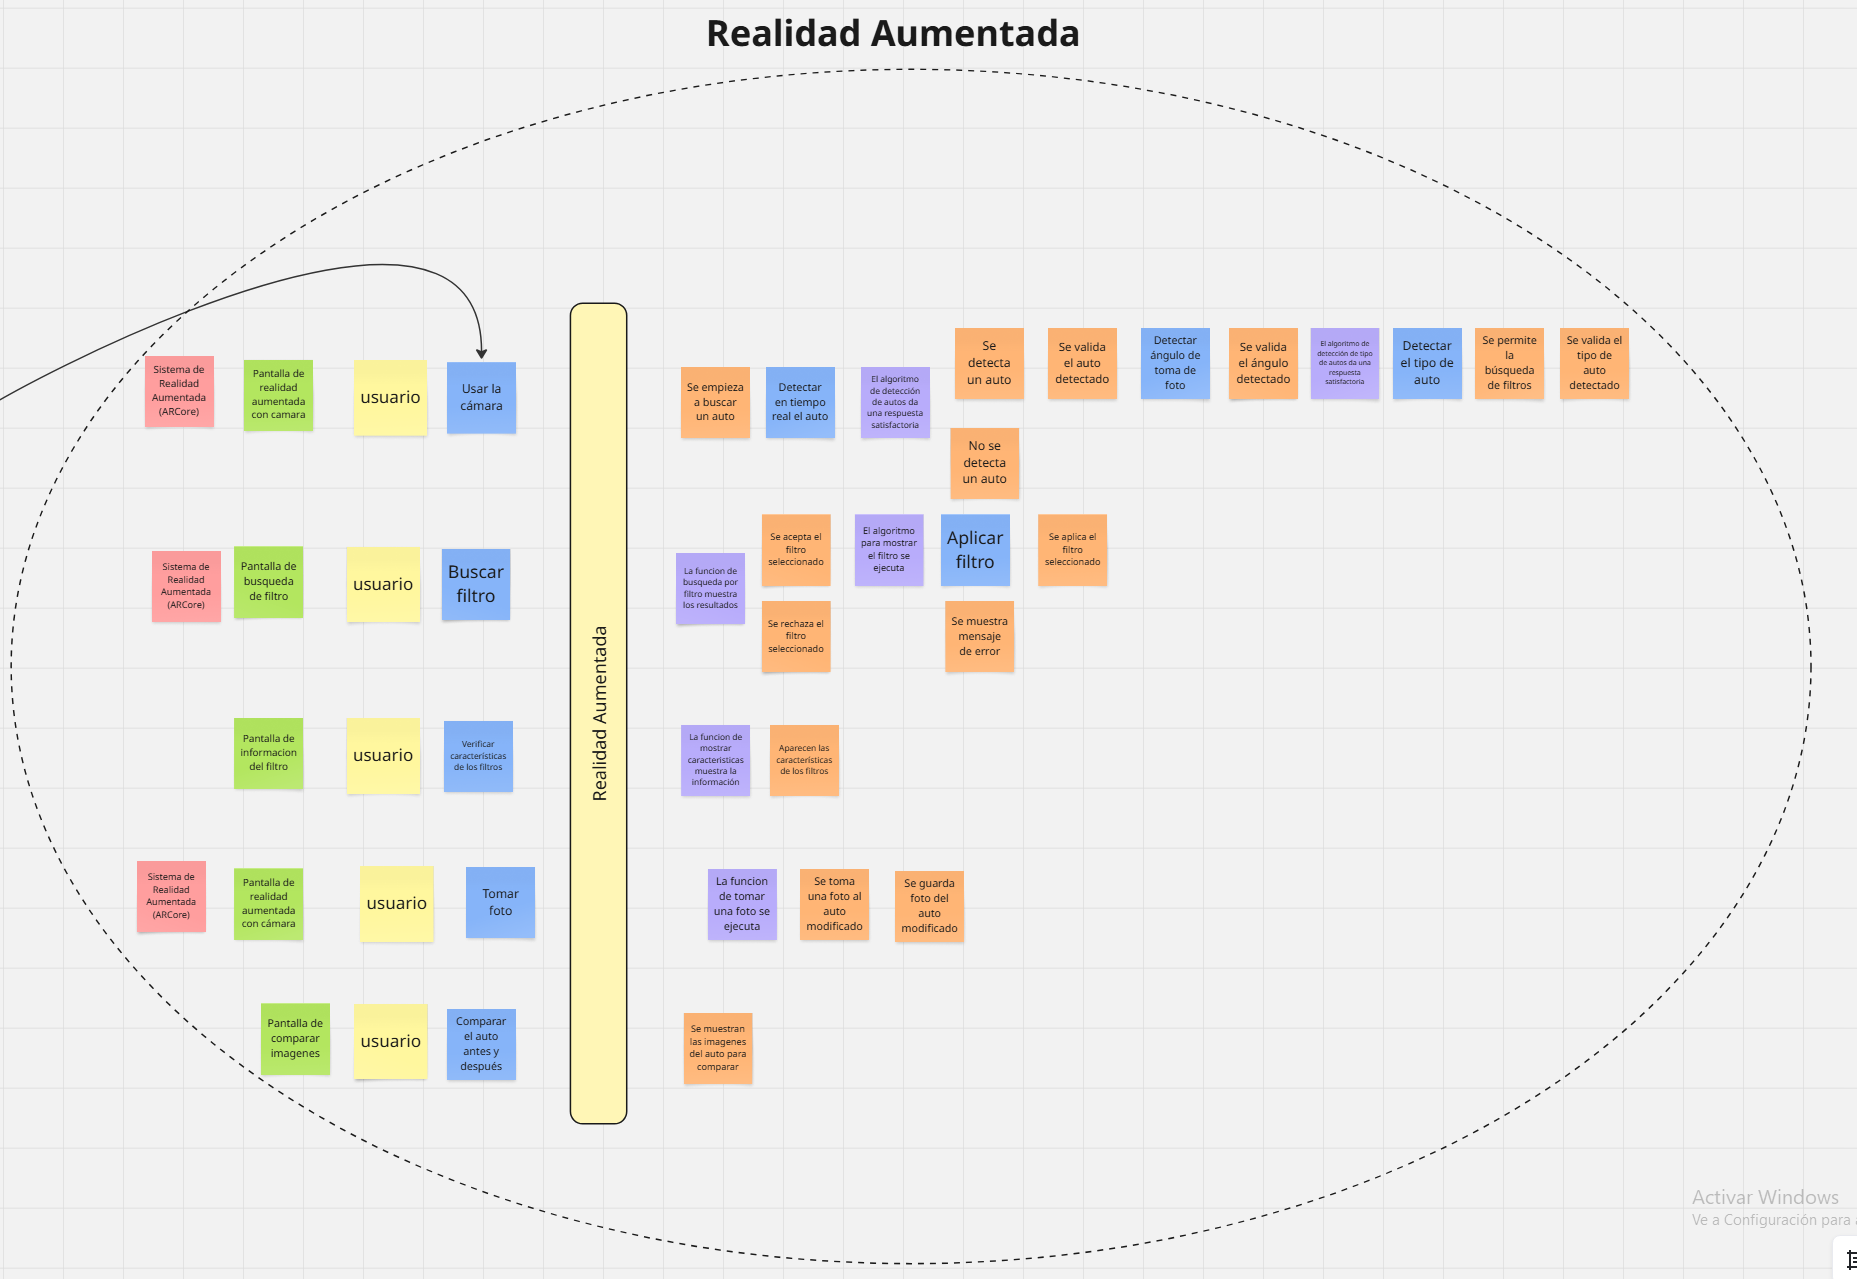 Realidad Aumentada
Sistema de
Realidad
Aumentada
(ARCore)
Pantalla de
realidad
aumentada
con camara
usuario
Usar la
cámara
Se empieza
a buscar
un auto
Detectar
en tiempo
real el auto
El algoritmo
de detección
de autos da
una respuesta
satisfactoria
Se
detecta
un auto
Se valida
el auto
detectado
Detectar
ángulo de
toma de
foto
Se valida
el ángulo
detectado
El algoritmo de
detección de tipo
de autos da una
respuesta
satisfactoria
Detectar
el tipo de
auto
Se permite
la
búsqueda
de filtros
Se valida el
tipo de
auto
detectado
No se
detecta
un auto
Sistema de
Realidad
Aumentada
(ARCore)
Pantalla de
busqueda
de filtro
usuario
Buscar
filtro
La funcion de
busqueda por
filtro muestra
los resultados
Se acepta el
filtro
seleccionado
El algoritmo
para mostrar
el filtro se
ejecuta
Aplicar
filtro
Se aplica el
filtro
seleccionado
Se rechaza el
filtro
seleccionado
Se muestra
mensaje
de error
Realidad Aumentada
Pantalla de
informacion
del filtro
usuario
Verificar
características
de los filtros
La funcion de
mostrar
caracteristicas
muestra la
información
Aparecen las
características
de los filtros
Sistema de
Realidad
Aumentada
(ARCore)
Pantalla de
realidad
aumentada
con cámara
usuario
Tomar
foto
La funcion
de tomar
una foto se
ejecuta
Se toma
una foto al
auto
modificado
Se guarda
foto del
auto
modificado
Pantalla de
comparar
imagenes
usuario
Comparar
el auto
antes y
después
Se muestran
las imagenes
del auto para
comparar
Activar Windows
Ve a Configuración para